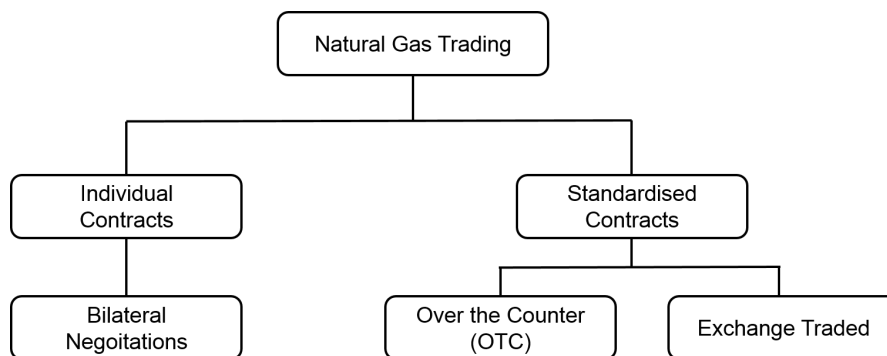 Natural Gas Trading
Individual
Contracts
Standardised
Contracts
Bilateral
Negoitations
Over the Counter
(OTC)
Exchange Traded